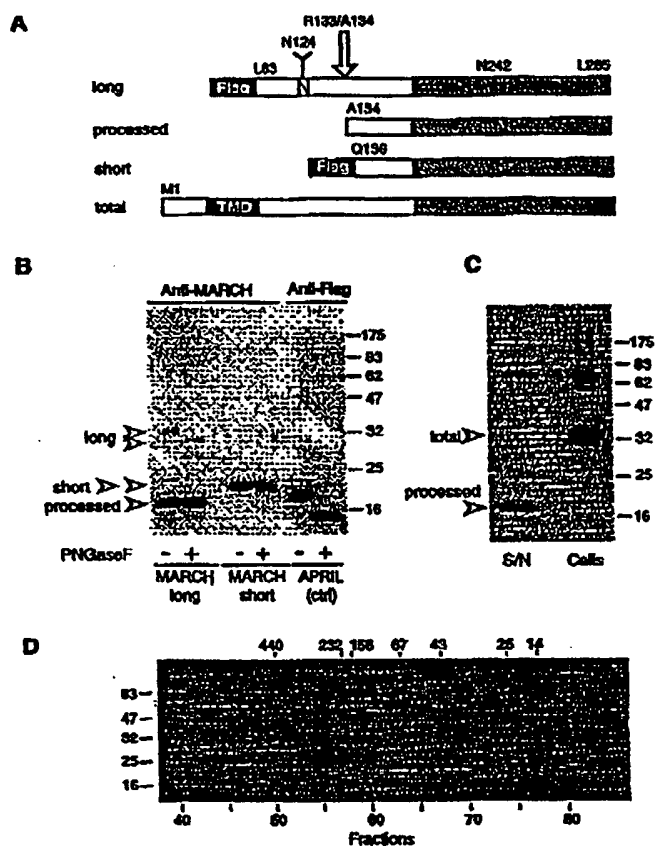 A
R133/A134
N124
L83
N242
L285
long
Flag
A134
processed
Q136
short
Flag
M1
total
TMD
B
Anti-MARCH
Anti-Flag
175
83
62
47
long
32
25
short
processed
16
PNGaseF
- + - + - +
MARCH long
MARCH short
APRIL (ctrl)
C
175
83
62
47
total
32
25
processed
16
S/N
Cells
D
440 232 158 67 43 25 14
83
47
32
25
16
40 50 60 70 80
Fractions